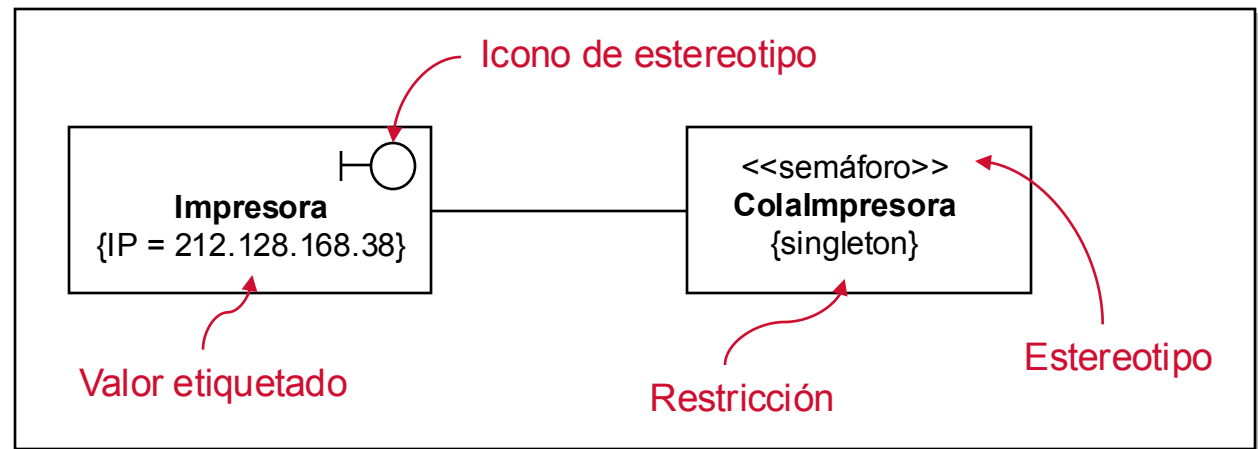 Icono de estereotipo
Impresora
{IP = 212.128.168.38}
<<semáforo>>
ColaImpresora
{singleton}
Valor etiquetado
Restricción
Estereotipo